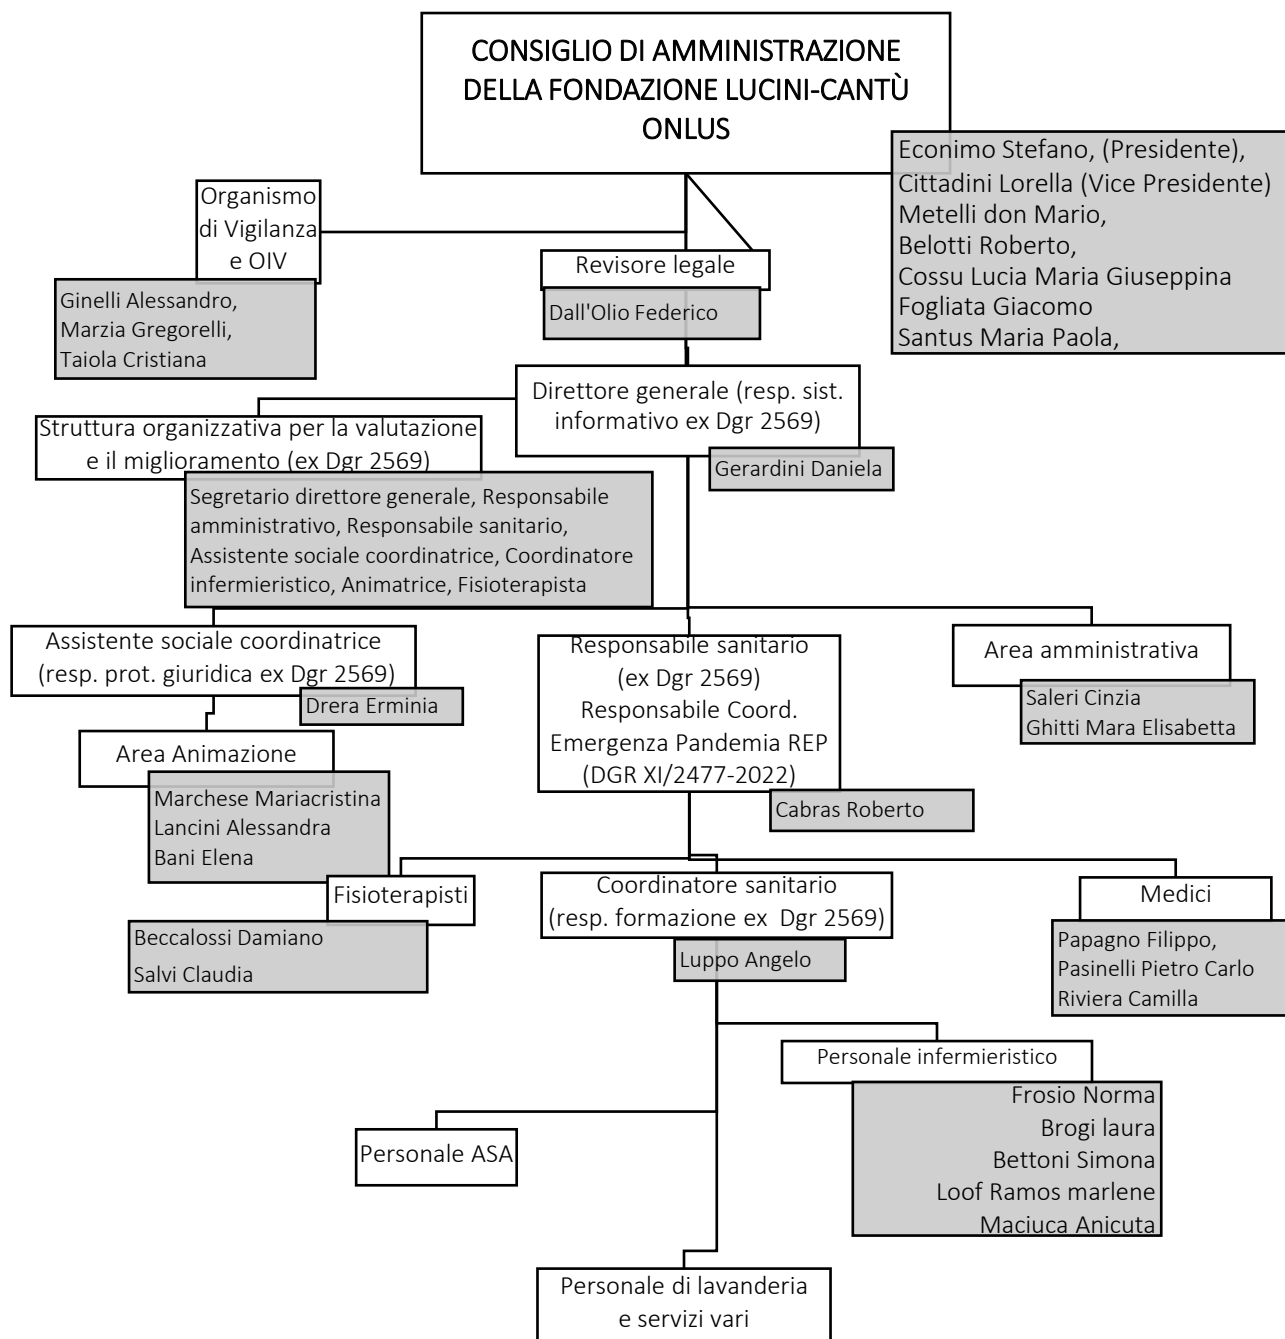 CONSIGLIO DI AMMINISTRAZIONE
DELLA FONDAZIONE LUCINI-CANTÙ
ONLUS
Econimo Stefano, (Presidente),
Cittadini Lorella (Vice Presidente)
Metelli don Mario,
Belotti Roberto,
Cossu Lucia Maria Giuseppina
Fogliata Giacomo
Santus Maria Paola,
Organismo
di Vigilanza
e OIV
Ginelli Alessandro,
Marzia Gregorelli,
Taiola Cristiana
Revisore legale
Dall'Olio Federico
Direttore generale (resp. sist.
informativo ex Dgr 2569)
Gerardini Daniela
Struttura organizzativa per la valutazione
e il miglioramento (ex Dgr 2569)
Segretario direttore generale, Responsabile
amministrativo, Responsabile sanitario,
Assistente sociale coordinatrice, Coordinatore
infermieristico, Animatrice, Fisioterapista
Assistente sociale coordinatrice
(resp. prot. giuridica ex Dgr 2569)
Drera Erminia
Area Animazione
Marchese Mariacristina
Lancini Alessandra
Bani Elena
Responsabile sanitario
(ex Dgr 2569)
Responsabile Coord.
Emergenza Pandemia REP
(DGR XI/2477-2022)
Cabras Roberto
Area amministrativa
Saleri Cinzia
Ghitti Mara Elisabetta
Fisioterapisti
Beccalossi Damiano
Salvi Claudia
Coordinatore sanitario
(resp. formazione ex  Dgr 2569)
Luppo Angelo
Medici
Papagno Filippo,
Pasinelli Pietro Carlo
Riviera Camilla
Personale infermieristico
Frosio Norma
Brogi laura
Bettoni Simona
Loof Ramos marlene
Maciuca Anicuta
Personale ASA
Personale di lavanderia
e servizi vari